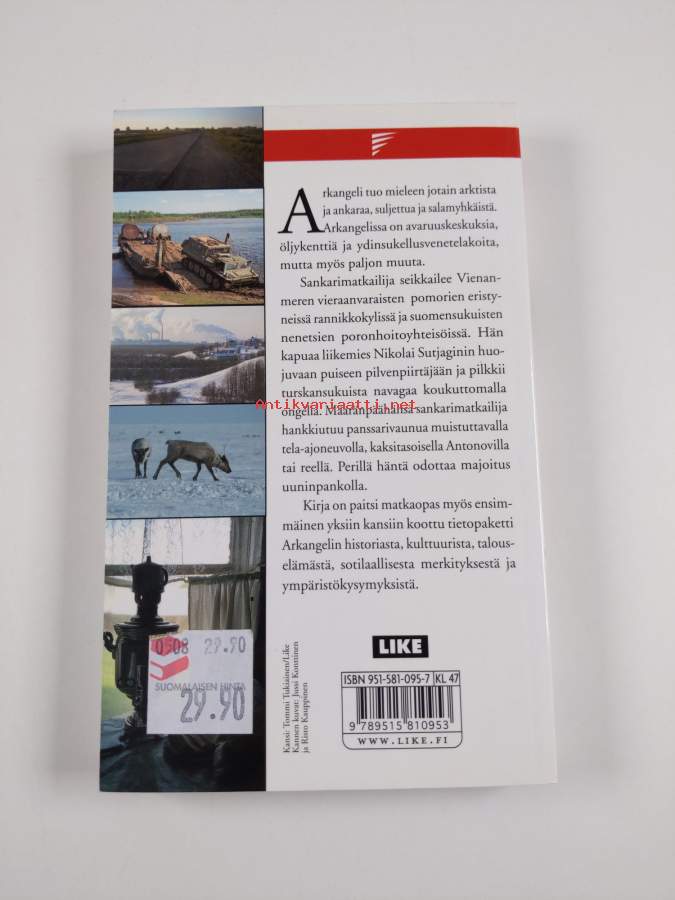 Arkangeli tuo mieleen jotain arktista
ja ankaraa, suljettua ja salamyhkäistä.
Arkangelissa on avaruuskeskuksia,
öljykenttiä ja ydinsukellusvenetelakoita,
mutta myös paljon muuta.
Sankarimatkailija seikkailee Vienan-
meren vieraanvaraisten pomorien eristy-
neissä rannikkokylissä ja suomensukuisten
nenetsien poronhoitoyhteisöissä. Hän
kapuaa liikemies Nikolai Sutjaginin huo-
juvaan puiseen pilvenpiirtäjään ja pilkkii
turskansukuista navagaa koukuttomalla
Antikvariaatti.net
ongella. Määränpäähänsä sankarimatkailija
hankkiutuu panssarivaunua muistuttavalla
tela-ajoneuvolla, kaksitasoisella Antonovilla
tai reellä. Perillä häntä odottaa majoitus
uuninpankolla.
Kirja on paitsi matkaopas myös ensim-
mäinen yksiin kansiin koottu tietopaketti
Arkangelin historiasta, kulttuurista, talous-
elämästä, sotilaallisesta merkityksestä ja
ympäristökysymyksistä.
0508 29.90
SUOMALAISEN HINTA
29.90
Kansi: Tommi Tukiainen/Like
Kannen kuvat: Jussi Konttinen
ja Risto Kauppinen
LIKE
ISBN 951-581-095-7 KL 47
9 789515 810953
WWW.LIKE.FI